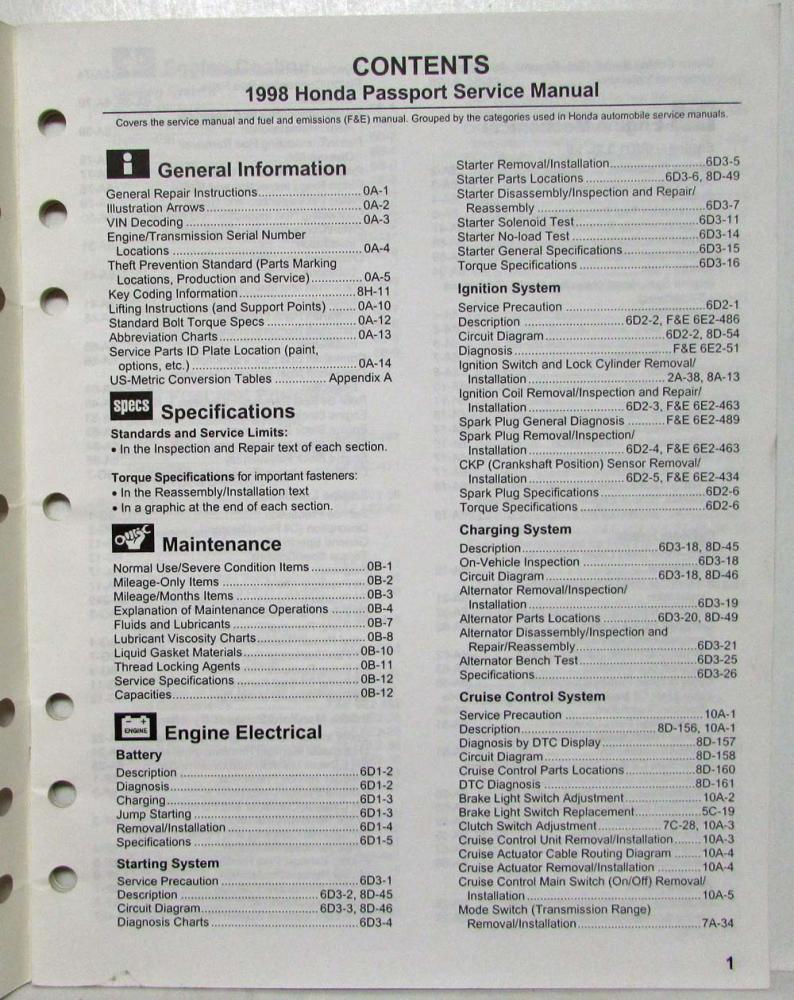 CONTENTS
1998 Honda Passport Service Manual
Covers the service manual and fuel and emissions (F&E) manual. Grouped by the categories used in Honda automobile service manuals.
i General Information
General Repair Instructions..............................0A-1
Illustration Arrows..............................0A-2
VIN Decoding ..............................0A-3
Engine/Transmission Serial Number
Locations ..............................0A-4
Theft Prevention Standard (Parts Marking
Locations, Production and Service)...............0A-5
Key Coding Information..............................8H-11
Lifting Instructions (and Support Points) ........0A-10
Standard Bolt Torque Specs ........................0A-12
Abbreviation Charts..............................0A-13
Service Parts ID Plate Location (paint,
options, etc.)..............................0A-14
US-Metric Conversion Tables ...............Appendix A
specs Specifications
Standards and Service Limits:
• In the Inspection and Repair text of each section.
Torque Specifications for important fasteners:
• In the Reassembly/Installation text
• In a graphic at the end of each section.
Maintenance
Normal Use/Severe Condition Items ...............0B-1
Mileage-Only Items ..............................0B-2
Mileage/Months Items ..............................0B-3
Explanation of Maintenance Operations ..........0B-4
Fluids and Lubricants ..............................0B-7
Lubricant Viscosity Charts..............................0B-8
Liquid Gasket Materials..............................0B-10
Thread Locking Agents ..............................0B-11
Service Specifications ..............................0B-12
Capacities..............................0B-12
- + ENGINE Engine Electrical
Battery
Description ..............................6D1-2
Diagnosis..............................6D1-2
Charging..............................6D1-3
Jump Starting ..............................6D1-3
Removal/Installation ..............................6D1-4
Specifications ..............................6D1-5
Starting System
Service Precaution ..............................6D3-1
Description ..............................6D3-2, 8D-45
Circuit Diagram..............................6D3-3, 8D-46
Diagnosis Charts ..............................6D3-4
Starter Removal/Installation..............................6D3-5
Starter Parts Locations ....................6D3-6, 8D-49
Starter Disassembly/Inspection and Repair/
Reassembly ..............................6D3-7
Starter Solenoid Test..............................6D3-11
Starter No-load Test ..............................6D3-14
Starter General Specifications....................6D3-15
Torque Specifications ..............................6D3-16
Ignition System
Service Precaution ..............................6D2-1
Description ....................6D2-2, F&E 6E2-486
Circuit Diagram..............................6D2-2, 8D-54
Diagnosis..............................F&E 6E2-51
Ignition Switch and Lock Cylinder Removal/
Installation..............................2A-38, 8A-13
Ignition Coil Removal/Inspection and Repair/
Installation....................6D2-3, F&E 6E2-463
Spark Plug General Diagnosis ..........F&E 6E2-489
Spark Plug Removal/Inspection/
Installation....................6D2-4, F&E 6E2-463
CKP (Crankshaft Position) Sensor Removal/
Installation....................6D2-5, F&E 6E2-434
Spark Plug Specifications..............................6D2-6
Torque Specifications ..............................6D2-6
Charging System
Description..............................6D3-18, 8D-45
On-Vehicle Inspection ..............................6D3-18
Circuit Diagram..............................6D3-18, 8D-46
Alternator Removal/Inspection/
Installation..............................6D3-19
Alternator Parts Locations ...............6D3-20, 8D-49
Alternator Disassembly/Inspection and
Repair/Reassembly..............................6D3-21
Alternator Bench Test..............................6D3-25
Specifications..............................6D3-26
Cruise Control System
Service Precaution ..............................10A-1
Description..............................8D-156, 10A-1
Diagnosis by DTC Display....................8D-157
Circuit Diagram..............................8D-158
Cruise Control Parts Locations....................8D-160
DTC Diagnosis ..............................8D-161
Brake Light Switch Adjustment....................10A-2
Brake Light Switch Replacement....................5C-19
Clutch Switch Adjustment....................7C-28, 10A-3
Cruise Control Unit Removal/Installation........10A-3
Cruise Actuator Cable Routing Diagram ........10A-4
Cruise Actuator Removal/Installation ............10A-4
Cruise Control Main Switch (On/Off) Removal/
Installation..............................10A-5
Mode Switch (Transmission Range)
Removal/Installation..............................7A-34
1